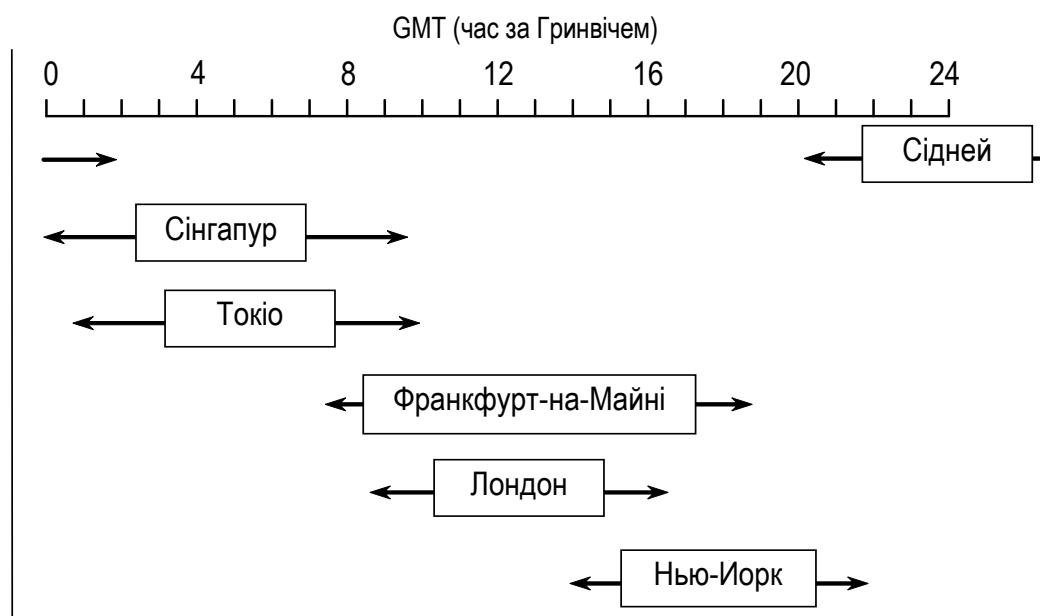 GMT (час за Гринвічем)
0 4 8 12 16 20 24
Сідней
Сінгапур
Токіо
Франкфурт-на-Майні
Лондон
Нью-Иорк